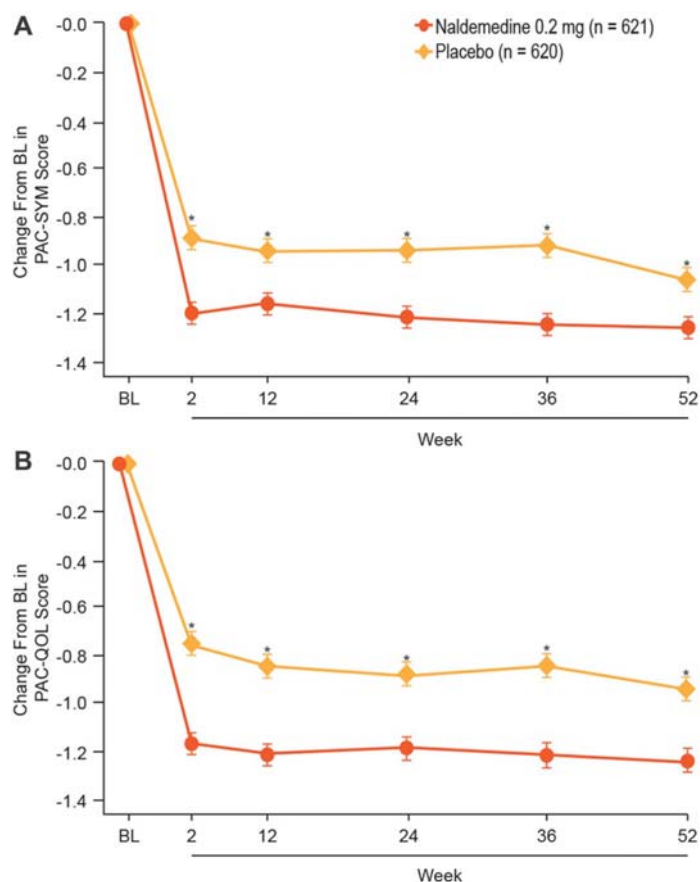 A
Naldemedine 0.2 mg (n = 621)
Placebo (n = 620)
Change From BL in
PAC-SYM Score
-0.0
-0.2
-0.4
-0.6
-0.8
-1.0
-1.2
-1.4
* * * * *
BL 2 12 24 36 52
Week
B
Change From BL in
PAC-QOL Score
-0.0
-0.2
-0.4
-0.6
-0.8
-1.0
-1.2
-1.4
* * * * *
BL 2 12 24 36 52
Week